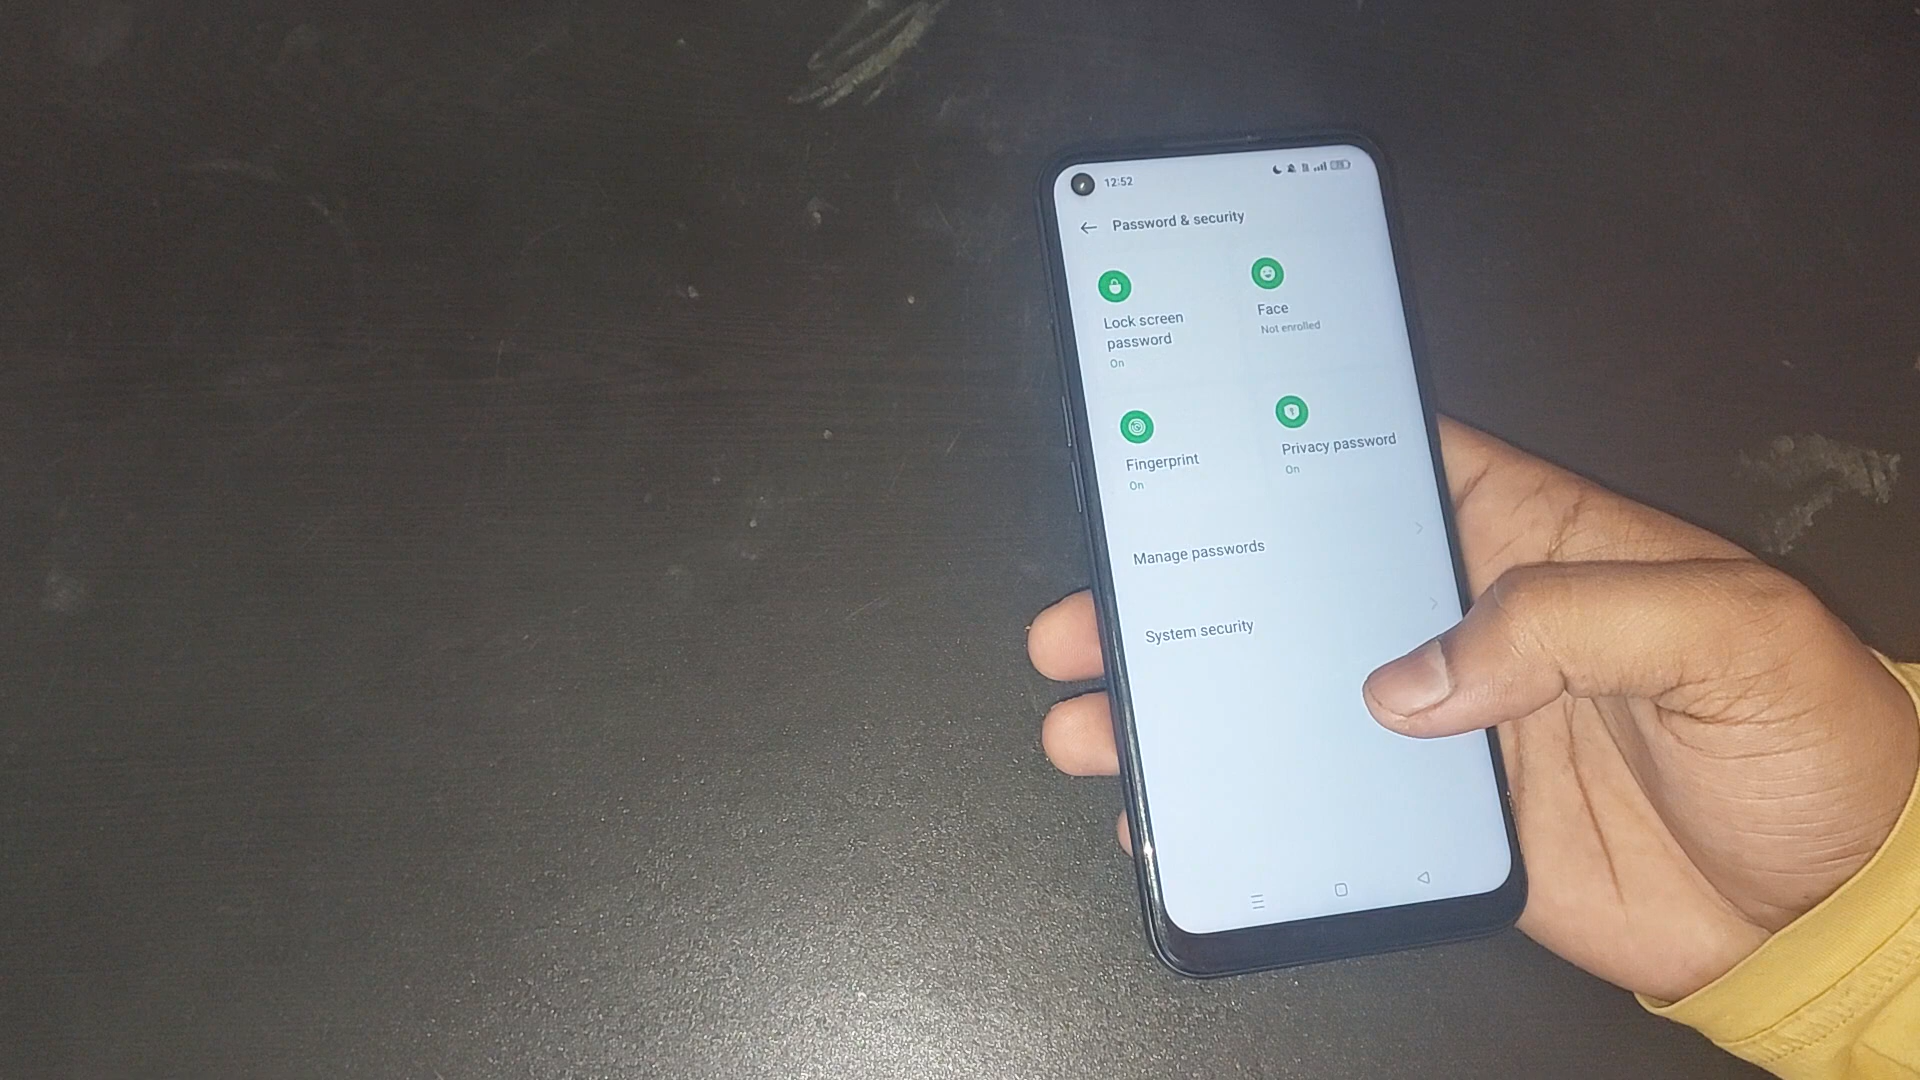 12:52
Password & security
Lock screen
password
On
Face
Not enrolled
Fingerprint
On
Privacy password
On
Manage passwords
System security